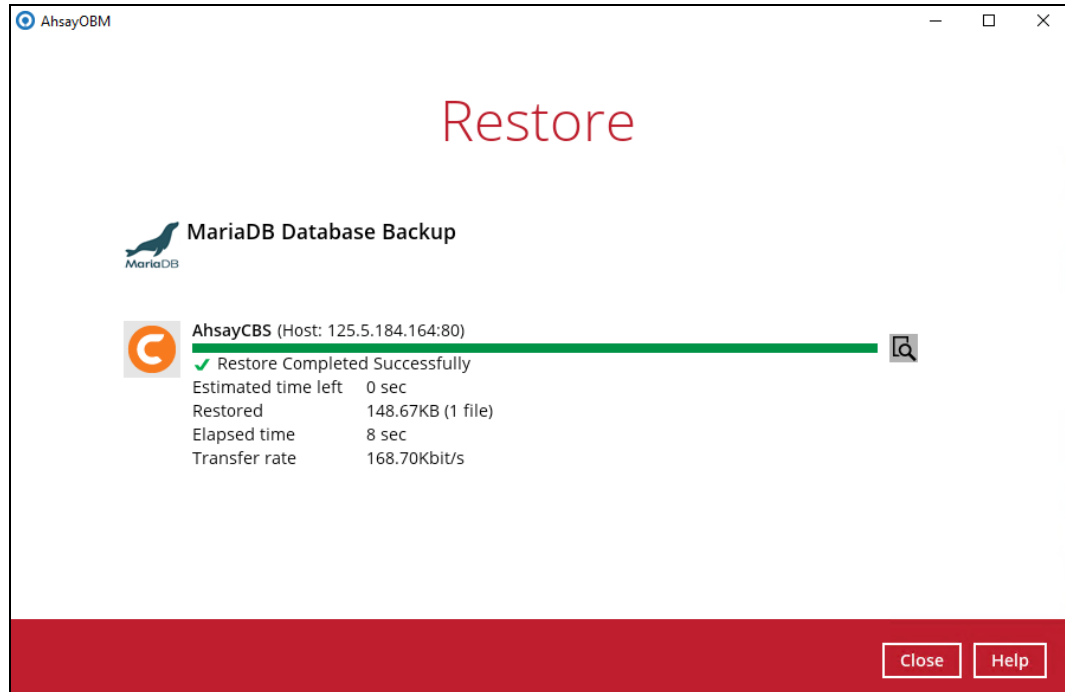 AhsayOBM
Restore
MariaDB Database Backup
MariaDB
AhsayCBS (Host: 125.5.184.164:80)
Restore Completed Successfully
Estimated time left 0 sec
Restored 148.67KB (1 file)
Elapsed time 8 sec
Transfer rate 168.70Kbit/s
Close Help